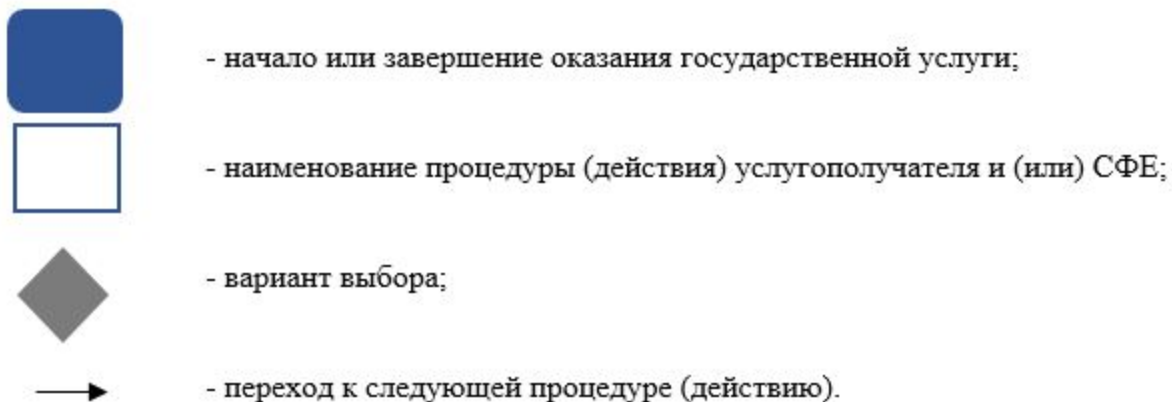 - начало или завершение оказания государственной услуги;
- наименование процедуры (действия) услугополучателя и (или) СФЕ;
- вариант выбора;
- переход к следующей процедуре (действию).